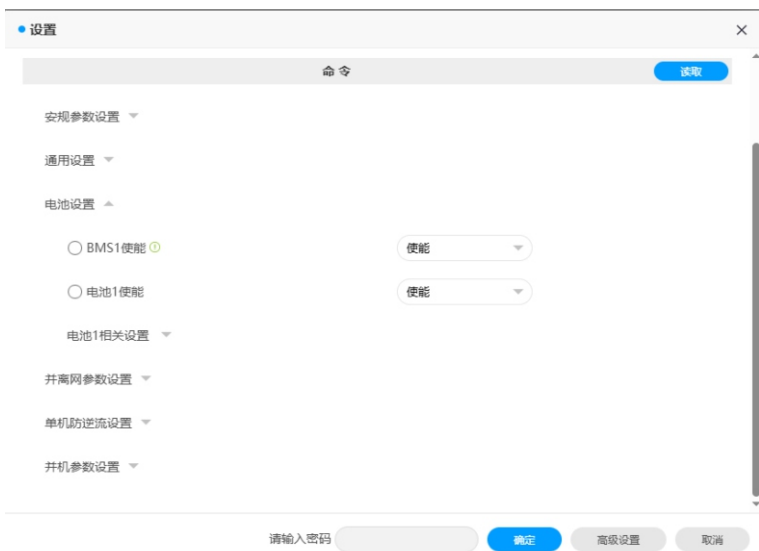 设置
命令 读取
安规参数设置
通用设置
电池设置
BMS1使能 使能
电池1使能 使能
电池1相关设置
并离网参数设置
单机防逆流设置
并机参数设置
请输入密码 确定 高级设置 取消